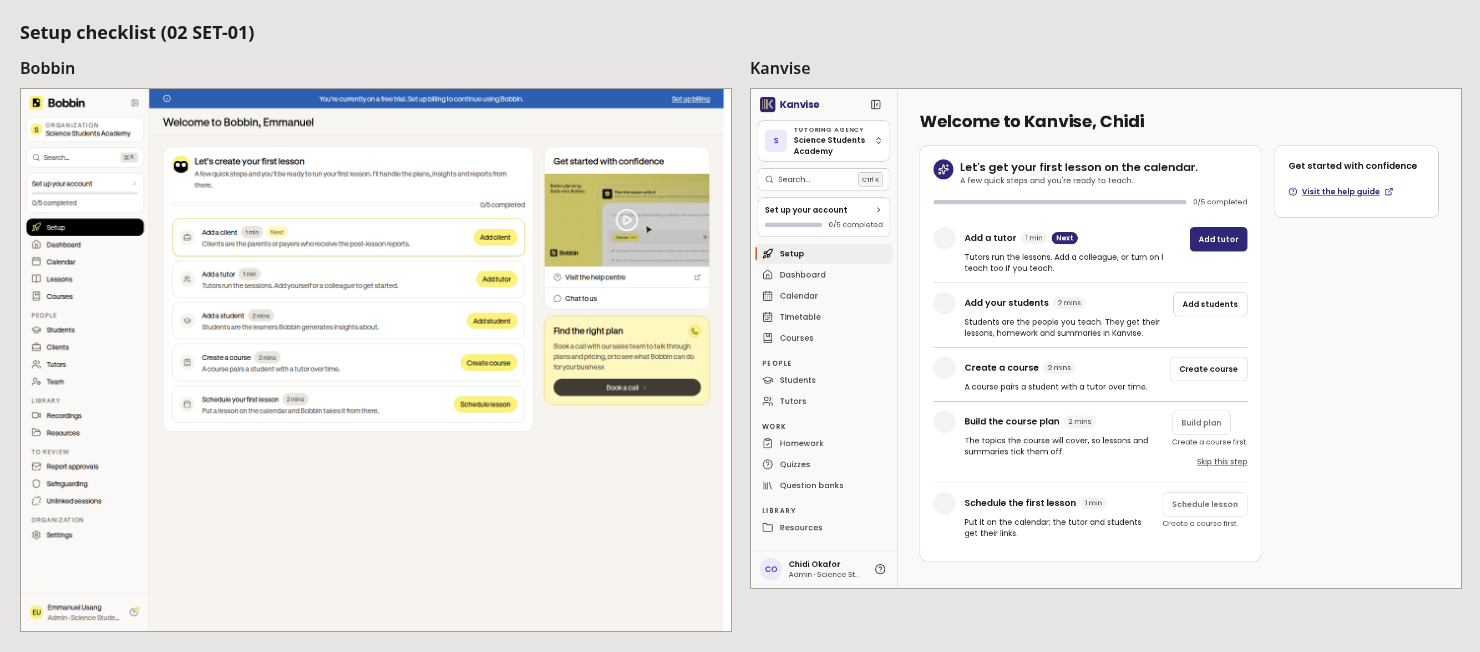 Setup checklist (02 SET-01)
Bobbin
Bobbin
ORGANIZATION
Science Students Academy
S
Search...
⌘K
Set up your account
0/5 completed
Setup
Dashboard
Calendar
Lessons
Courses
PEOPLE
Students
Clients
Tutors
Team
LIBRARY
Recordings
Resources
TO REVIEW
Report approvals
Safeguarding
Unlinked sessions
ORGANIZATION
Settings
EU
Emmanuel Usang
Admin · Science Stude...
You're currently on a free trial. Set up billing to continue using Bobbin.
Set up billing
Welcome to Bobbin, Emmanuel
Let's create your first lesson
A few quick steps and you'll be ready to run your first lesson. I'll handle the plans, insights and reports from
there.
0/5 completed
Add a client 1 min Next
Clients are the parents or payers who receive the post-lesson reports.
Add client
Add a tutor 1 min
Tutors run the sessions. Add yourself or a colleague to get started.
Add tutor
Add a student 2 mins
Students are the learners Bobbin generates insights about.
Add student
Create a course 2 mins
A course pairs a student with a tutor over time.
Create course
Schedule your first lesson 2 mins
Put a lesson on the calendar and Bobbin takes it from there.
Schedule lesson
Get started with confidence
Better planning.
Bobbin
Visit the help centre
Chat to us
Find the right plan
Book a call with our sales team to talk through
plans and pricing, or to see what Bobbin can do
for your business
Book a call
Kanvise
Kanvise
S
TUTORING AGENCY
Science Students
Academy
Search...
Ctrl K
Set up your account
0/5 completed
Setup
Dashboard
Calendar
Timetable
Courses
PEOPLE
Students
Tutors
WORK
Homework
Quizzes
Question banks
LIBRARY
Resources
CO
Chidi Okafor
Admin · Science St...
Welcome to Kanvise, Chidi
Let's get your first lesson on the calendar.
A few quick steps and you're ready to teach.
0/5 completed
Add a tutor 1 min Next
Tutors run the lessons. Add a colleague, or turn on I
teach too if you teach.
Add tutor
Add your students 2 mins
Students are the people you teach. They get their
lessons, homework and summaries in Kanvise.
Add students
Create a course 2 mins
A course pairs a student with a tutor over time.
Create course
Build the course plan 2 mins
The topics the course will cover, so lessons and
summaries tick them off.
Build plan
Create a course first.
Skip this step
Schedule the first lesson 1 min
Put it on the calendar; the tutor and students
get their links.
Schedule lesson
Create a course first.
Get started with confidence
Visit the help guide